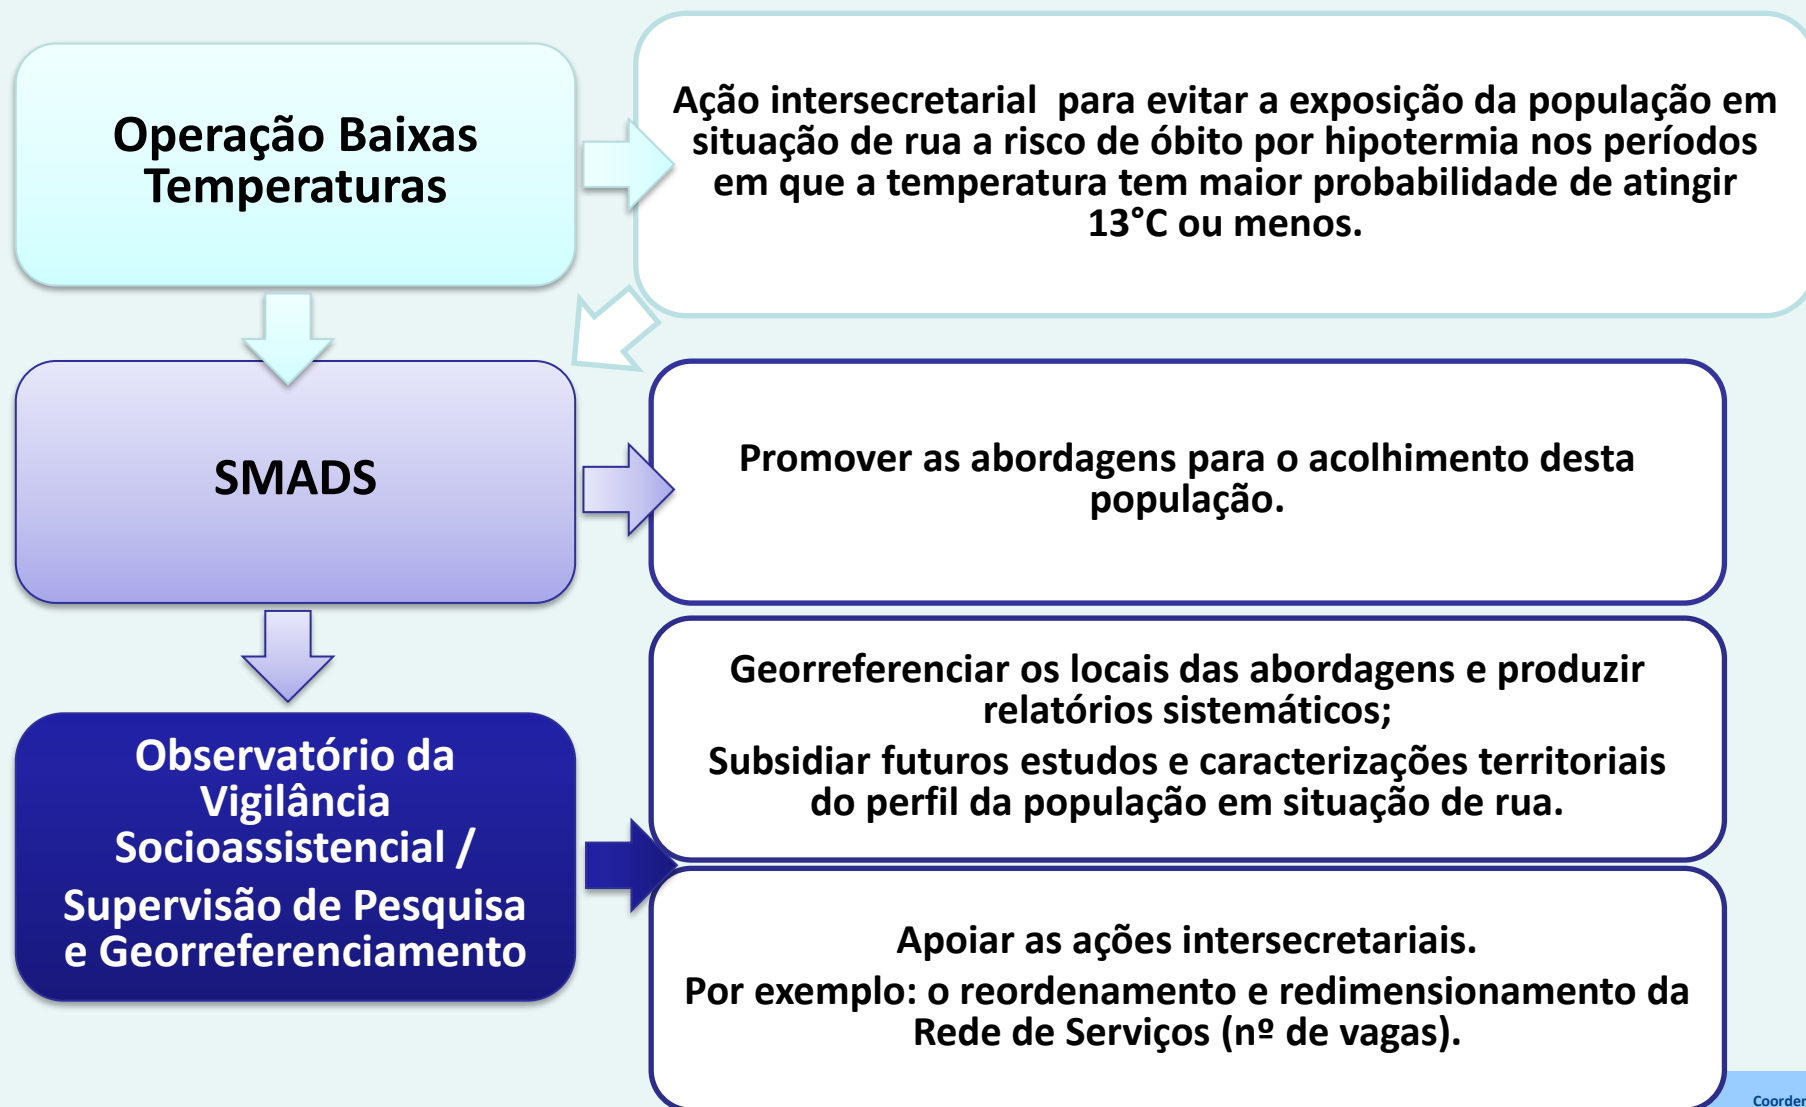 Operação Baixas
Temperaturas
Ação intersecretarial  para evitar a exposição da população em
situação de rua a risco de óbito por hipotermia nos períodos
em que a temperatura tem maior probabilidade de atingir
13°C ou menos.
SMADS
Promover as abordagens para o acolhimento desta
população.
Observatório da
Vigilância
Socioassistencial /
Supervisão de Pesquisa
e Georreferenciamento
Georreferenciar os locais das abordagens e produzir
relatórios sistemáticos;
Subsidiar futuros estudos e caracterizações territoriais
do perfil da população em situação de rua.
Apoiar as ações intersecretariais.
Por exemplo: o reordenamento e redimensionamento da
Rede de Serviços (nº de vagas).